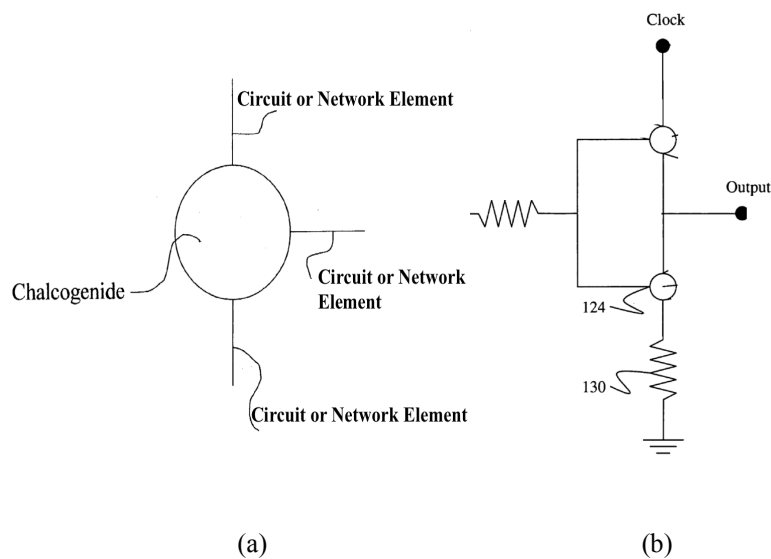 Circuit or Network Element
Chalcogenide
Circuit or Network
Element
Circuit or Network Element
(a)
Clock
Output
124
130
(b)